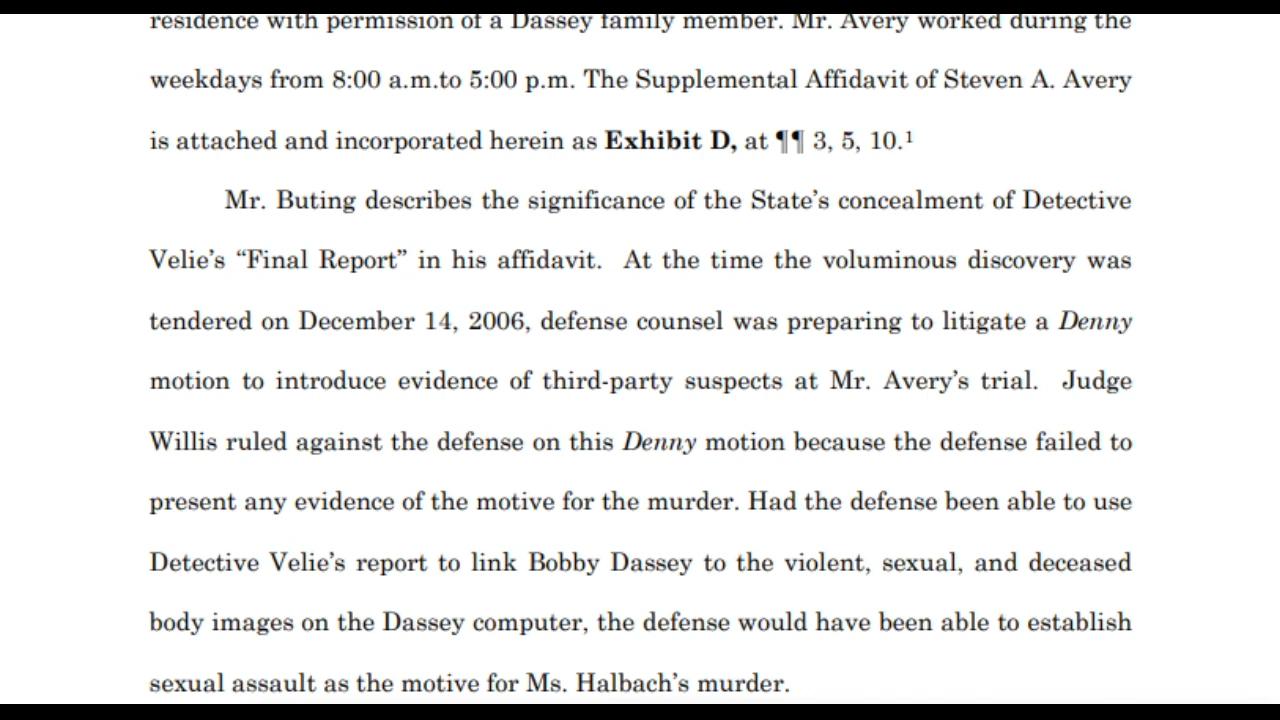 residence with permission of a Dassey family member. Mr. Avery worked during the
weekdays from 8:00 a.m.to 5:00 p.m. The Supplemental Affidavit of Steven A. Avery
is attached and incorporated herein as Exhibit D, at ¶¶ 3, 5, 10.¹
Mr. Buting describes the significance of the State’s concealment of Detective
Velie’s “Final Report” in his affidavit.  At the time the voluminous discovery was
tendered on December 14, 2006, defense counsel was preparing to litigate a Denny
motion to introduce evidence of third-party suspects at Mr. Avery’s trial.  Judge
Willis ruled against the defense on this Denny motion because the defense failed to
present any evidence of the motive for the murder. Had the defense been able to use
Detective Velie’s report to link Bobby Dassey to the violent, sexual, and deceased
body images on the Dassey computer, the defense would have been able to establish
sexual assault as the motive for Ms. Halbach’s murder.